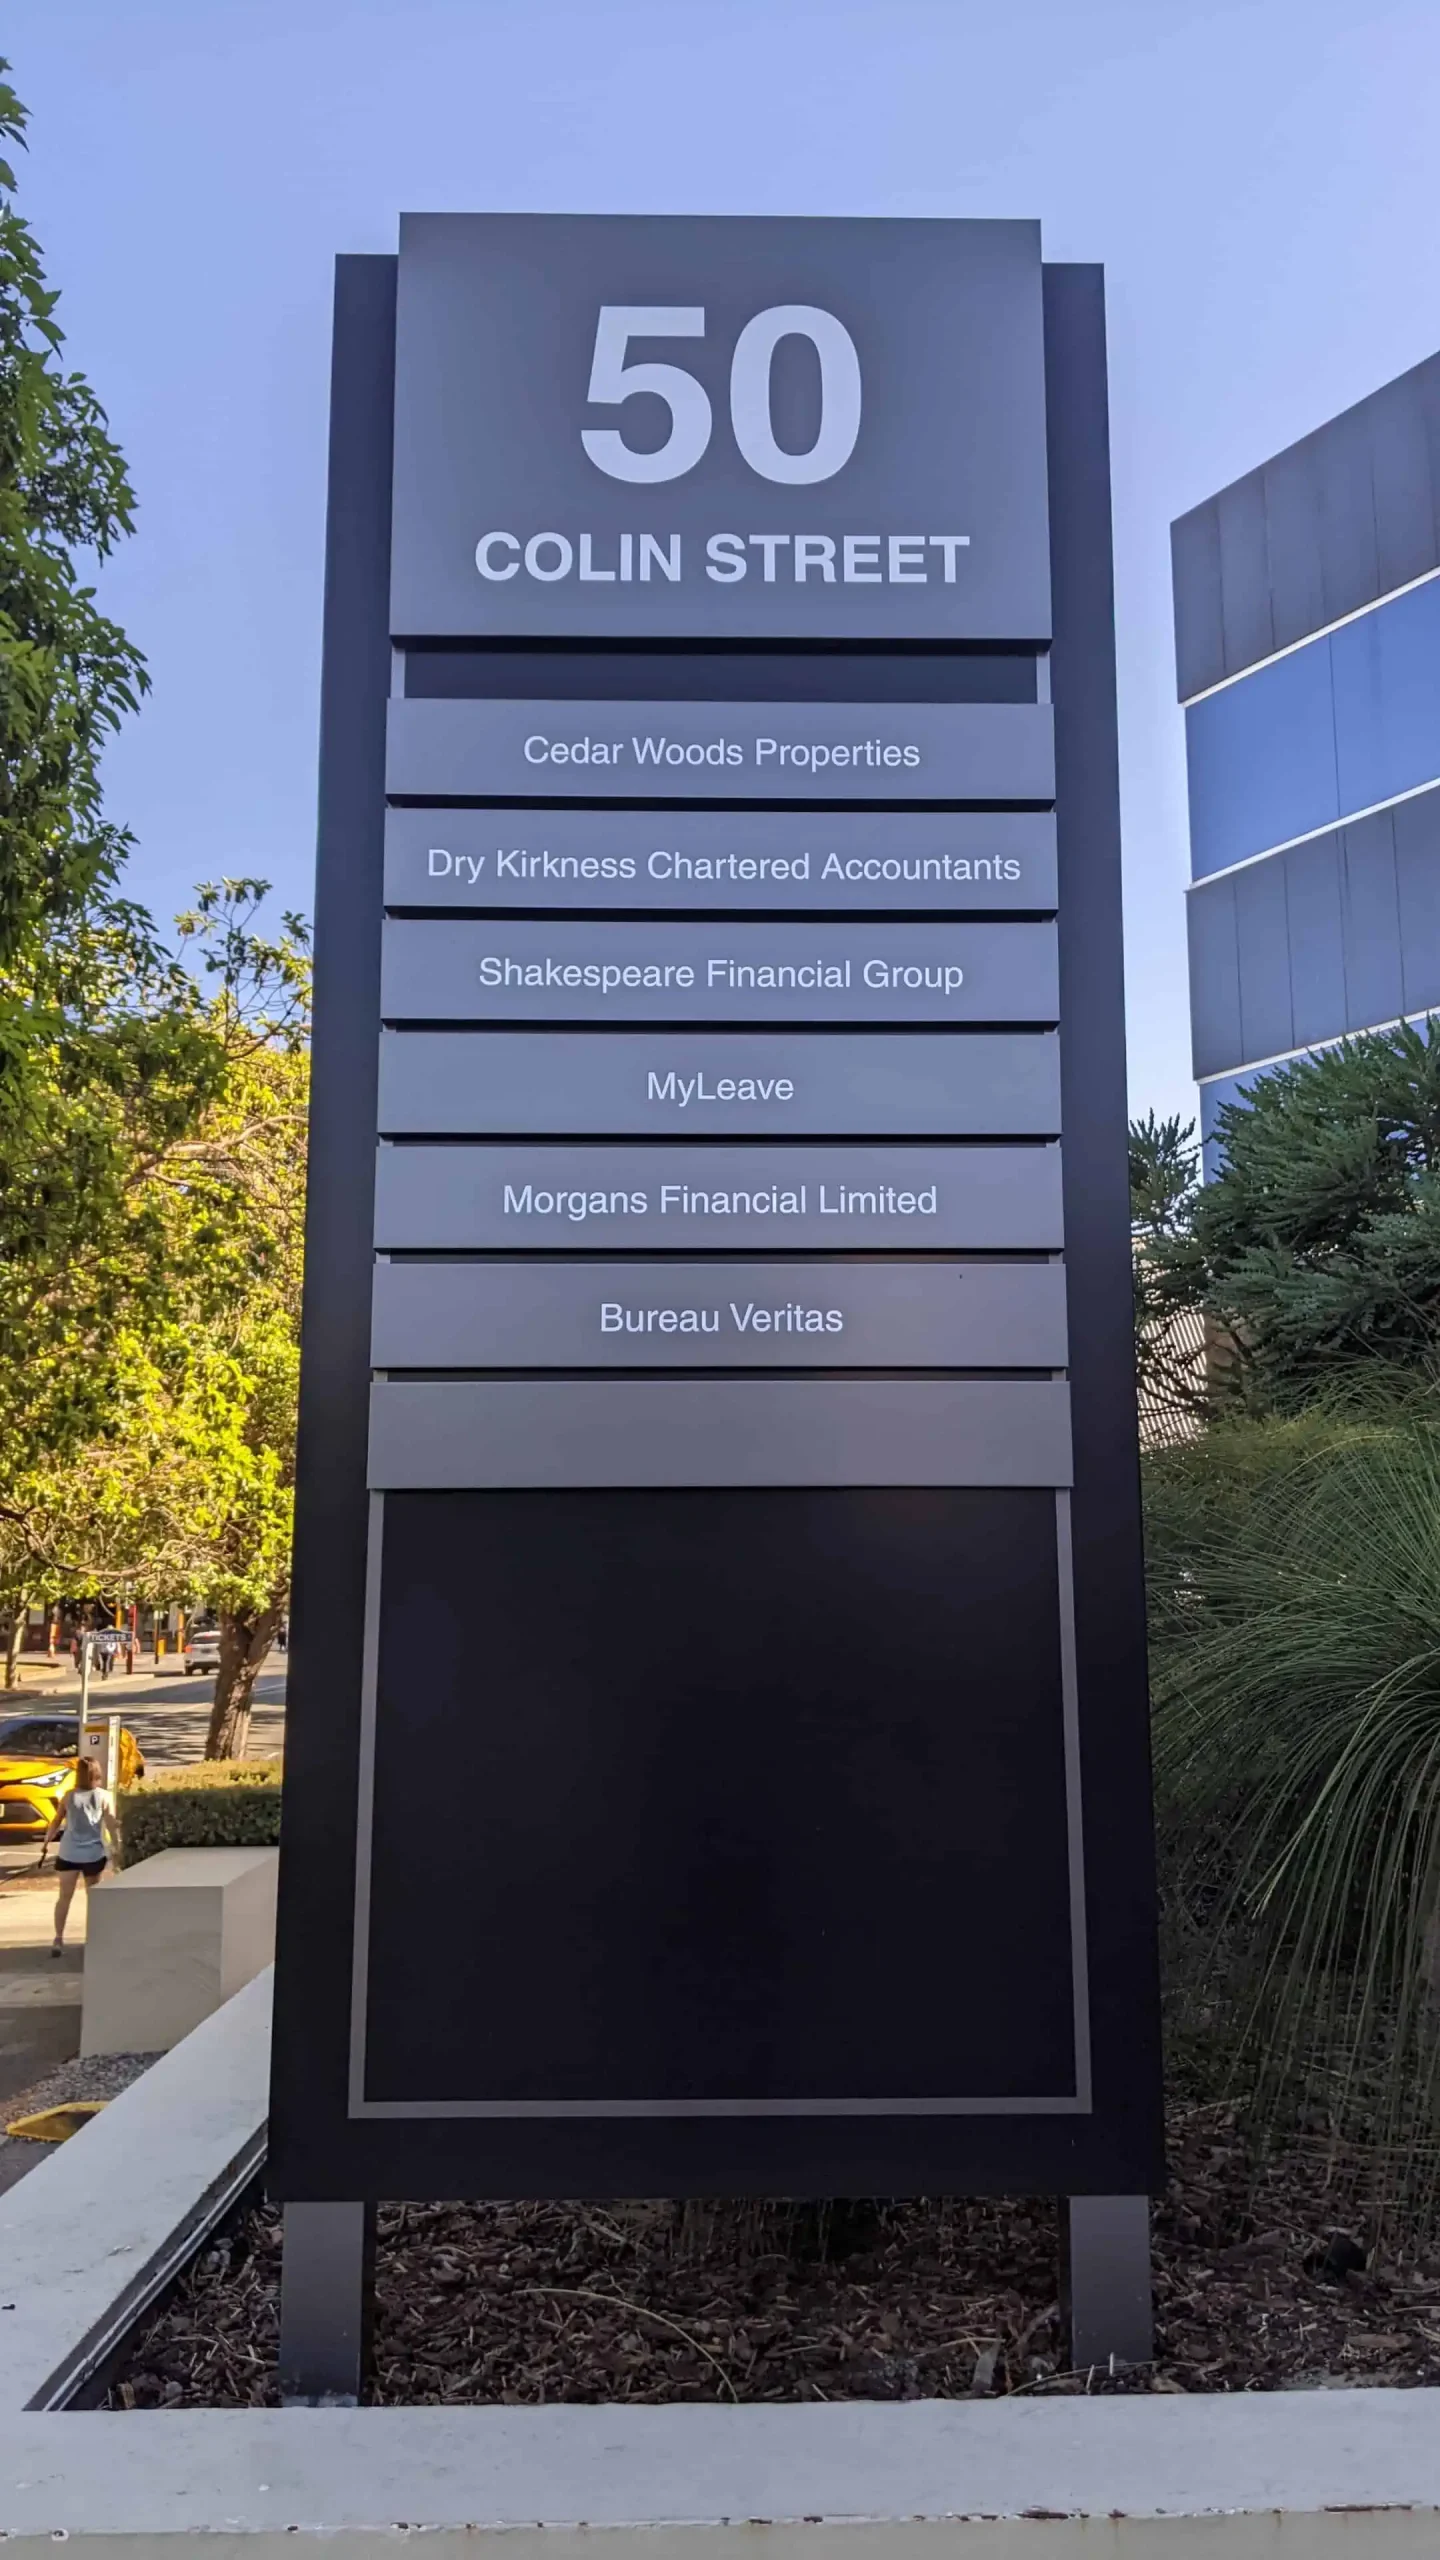 50
COLIN STREET
Cedar Woods Properties
Dry Kirkness Chartered Accountants
Shakespeare Financial Group
MyLeave
Morgans Financial Limited
Bureau Veritas
TICKETS
P